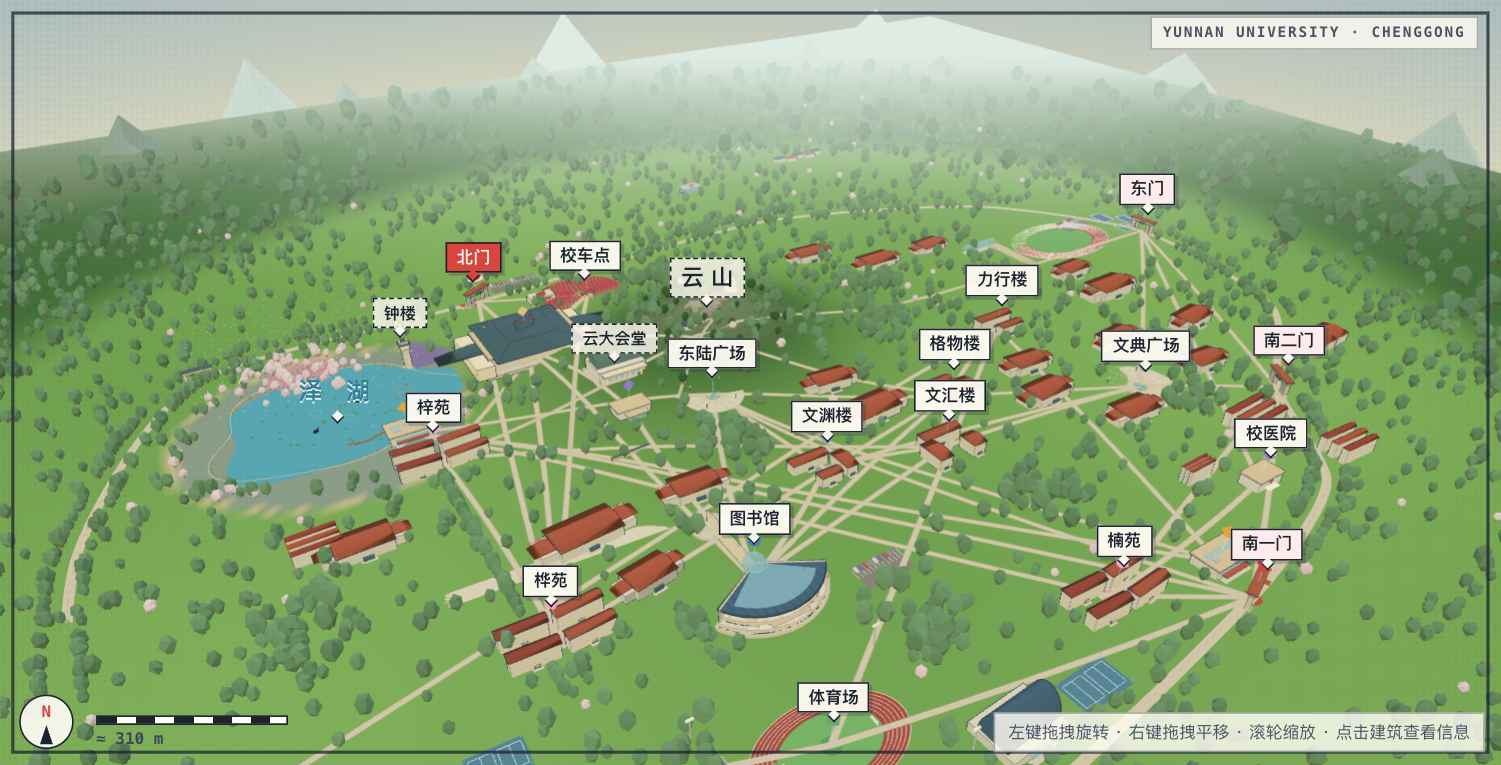 YUNNAN UNIVERSITY · CHENGGONG
东门
北门
校车点
云山
力行楼
钟楼
云大会堂
东陆广场
格物楼
文典广场
南二门
泽 湖
梓苑
文渊楼
文汇楼
校医院
图书馆
楠苑
南一门
桦苑
体育场
N
≈ 310 m
左键拖拽旋转 · 右键拖拽平移 · 滚轮缩放 · 点击建筑查看信息